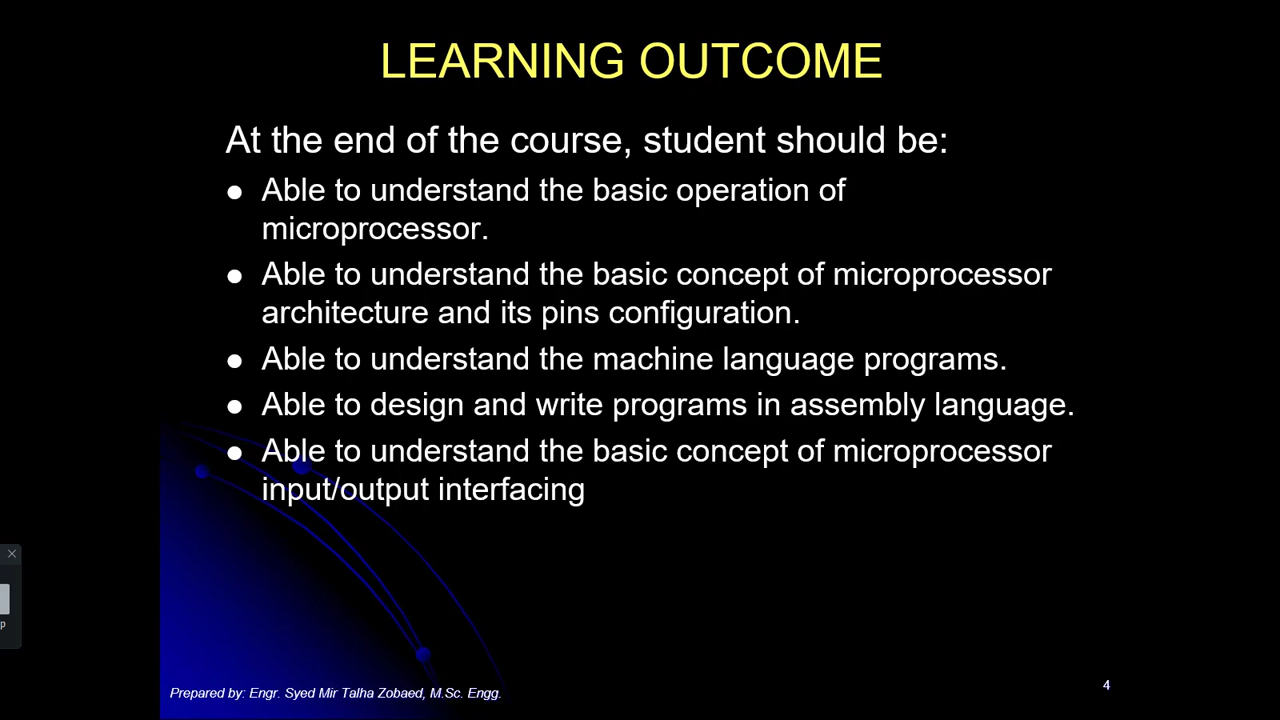 LEARNING OUTCOME
At the end of the course, student should be:
● Able to understand the basic operation of
microprocessor.
● Able to understand the basic concept of microprocessor
architecture and its pins configuration.
● Able to understand the machine language programs.
● Able to design and write programs in assembly language.
● Able to understand the basic concept of microprocessor
input/output interfacing
p
Prepared by: Engr. Syed Mir Talha Zobaed, M.Sc. Engg.
4